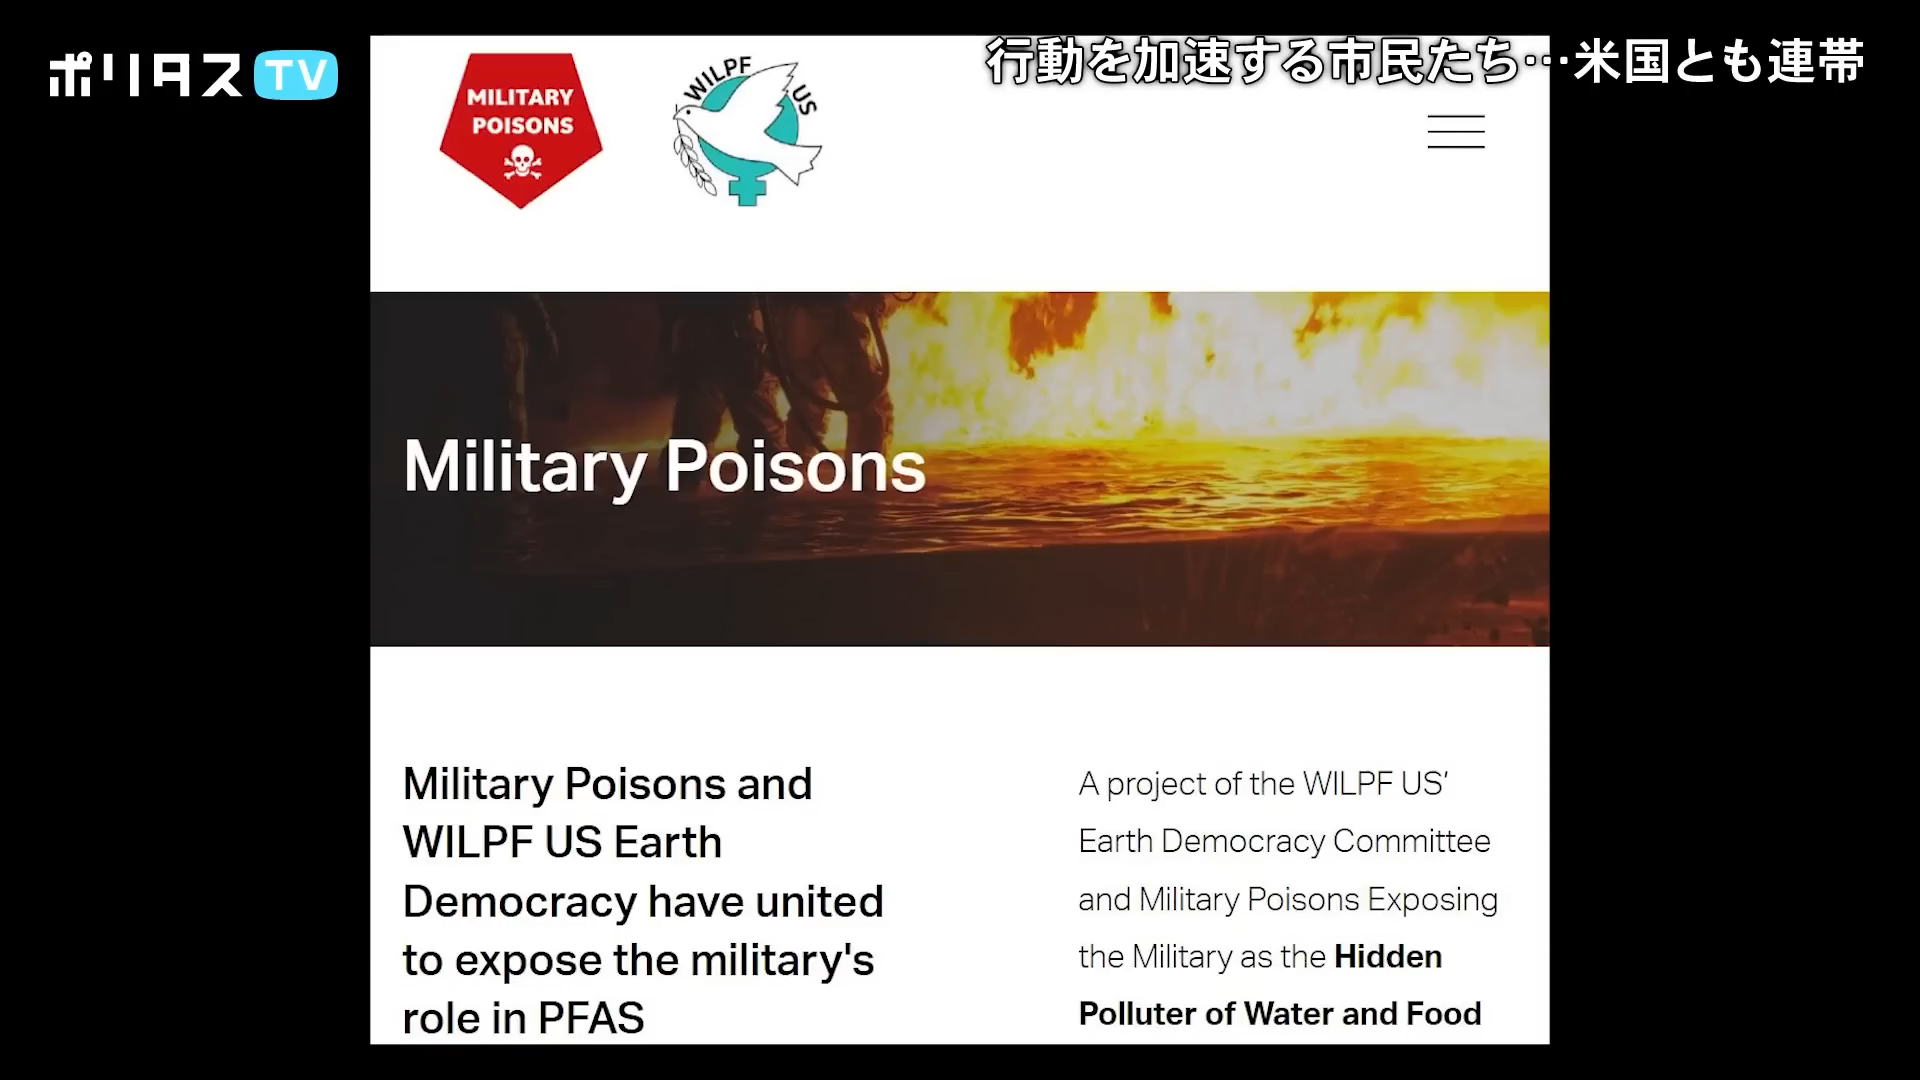 ポリタスTV
行動を加速する市民たち…米国とも連帯
MILITARY
POISONS
WILPF US
Military Poisons
Military Poisons and
WILPF US Earth
Democracy have united
to expose the military's
role in PFAS
A project of the WILPF US’
Earth Democracy Committee
and Military Poisons Exposing
the Military as the Hidden
Polluter of Water and Food